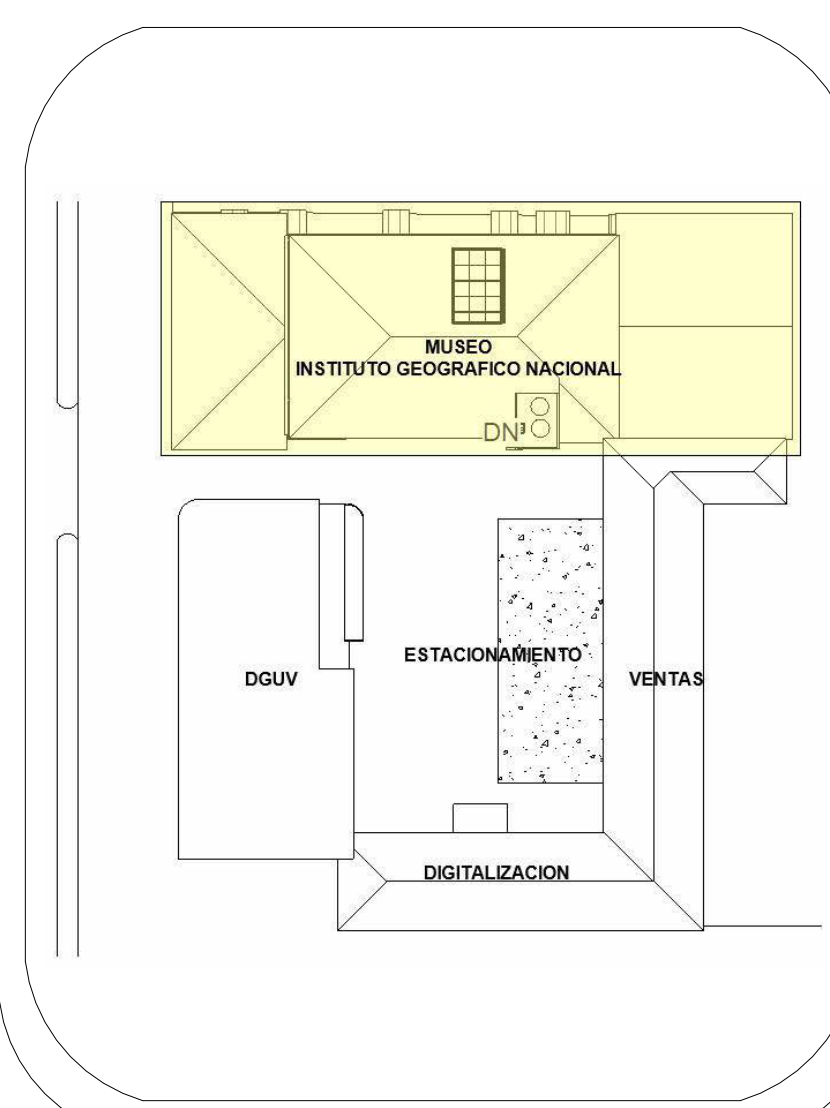 MUSEO
INSTITUTO GEOGRAFICO NACIONAL
DN
ESTACIONAMIENTO
DGUV
VENTAS
DIGITALIZACION